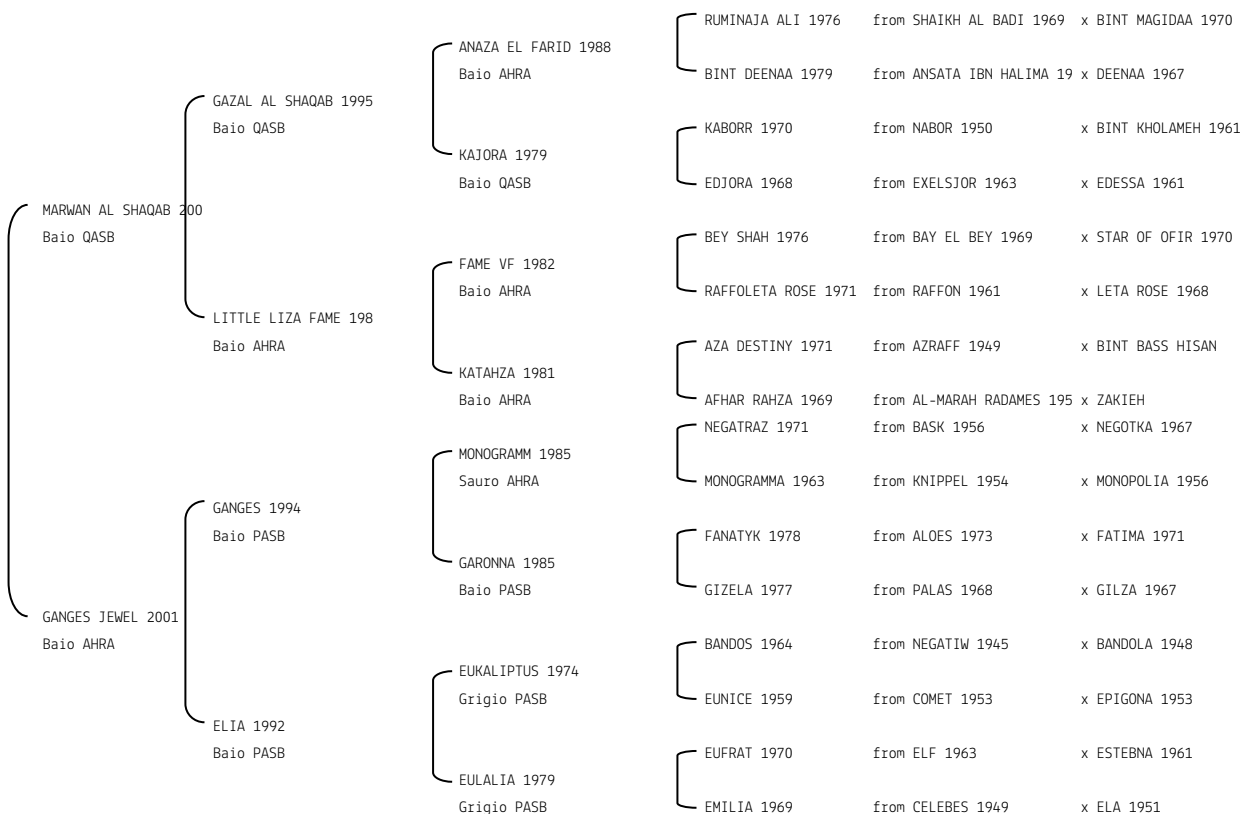 RUMINAJA ALI 1976 from SHAIKH AL BADI 1969 x BINT MAGIDAA 1970
ANAZA EL FARID 1988
Baio AHRA
BINT DEENAA 1979 from ANSATA IBN HALIMA 19 x DEENAA 1967
GAZAL AL SHAQAB 1995
Baio QASB
KABORR 1970 from NABOR 1950 x BINT KHOLAMEH 1961
KAJORA 1979
Baio QASB
EDJORA 1968 from EXELSJOR 1963 x EDESSA 1961
MARWAN AL SHAQAB 200
Baio QASB
BEY SHAH 1976 from BAY EL BEY 1969 x STAR OF OFIR 1970
FAME VF 1982
Baio AHRA
RAFFOLETA ROSE 1971 from RAFFON 1961 x LETA ROSE 1968
LITTLE LIZA FAME 198
Baio AHRA
AZA DESTINY 1971 from AZRAFF 1949 x BINT BASS HISAN
KATAHZA 1981
Baio AHRA
AFHAR RAHZA 1969 from AL-MARAH RADAMES 195 x ZAKIEH
NEGATRAZ 1971 from BASK 1956 x NEGOTKA 1967
MONOGRAMM 1985
Sauro AHRA
MONOGRAMMA 1963 from KNIPPEL 1954 x MONOPOLIA 1956
GANGES 1994
Baio PASB
FANATYK 1978 from ALOES 1973 x FATIMA 1971
GARONNA 1985
Baio PASB
GIZELA 1977 from PALAS 1968 x GILZA 1967
GANGES JEWEL 2001
Baio AHRA
BANDOS 1964 from NEGATIW 1945 x BANDOLA 1948
EUKALIPTUS 1974
Grigio PASB
EUNICE 1959 from COMET 1953 x EPIGONA 1953
ELIA 1992
Baio PASB
EUFRAT 1970 from ELF 1963 x ESTEBNA 1961
EULALIA 1979
Grigio PASB
EMILIA 1969 from CELEBES 1949 x ELA 1951